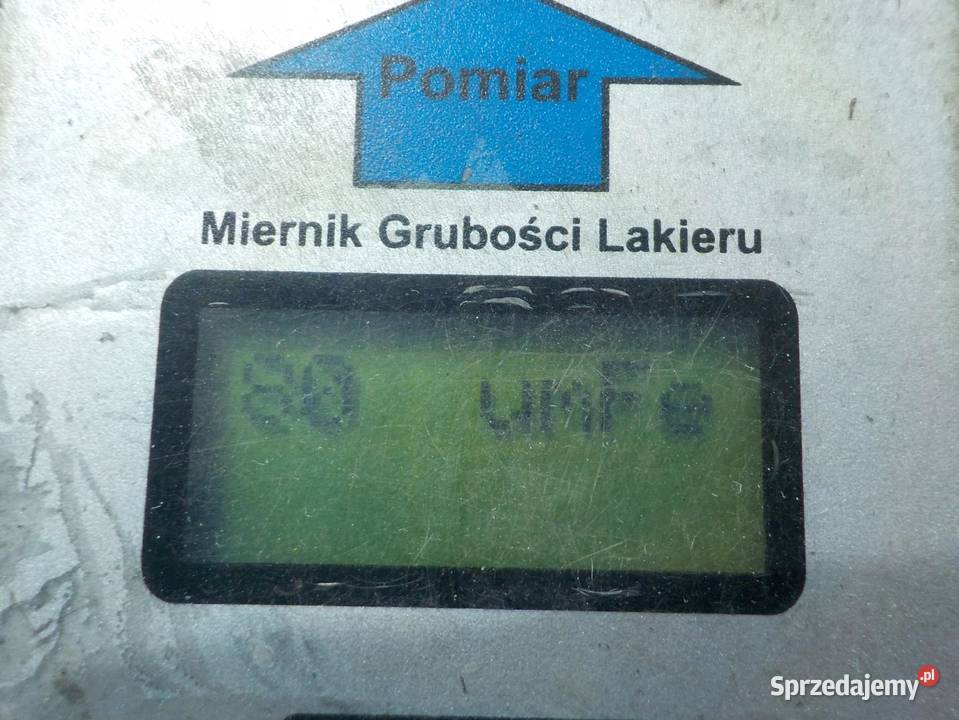 Pomiar
Miernik Grubości Lakieru
80 umFe
Sprzedajemy.pl